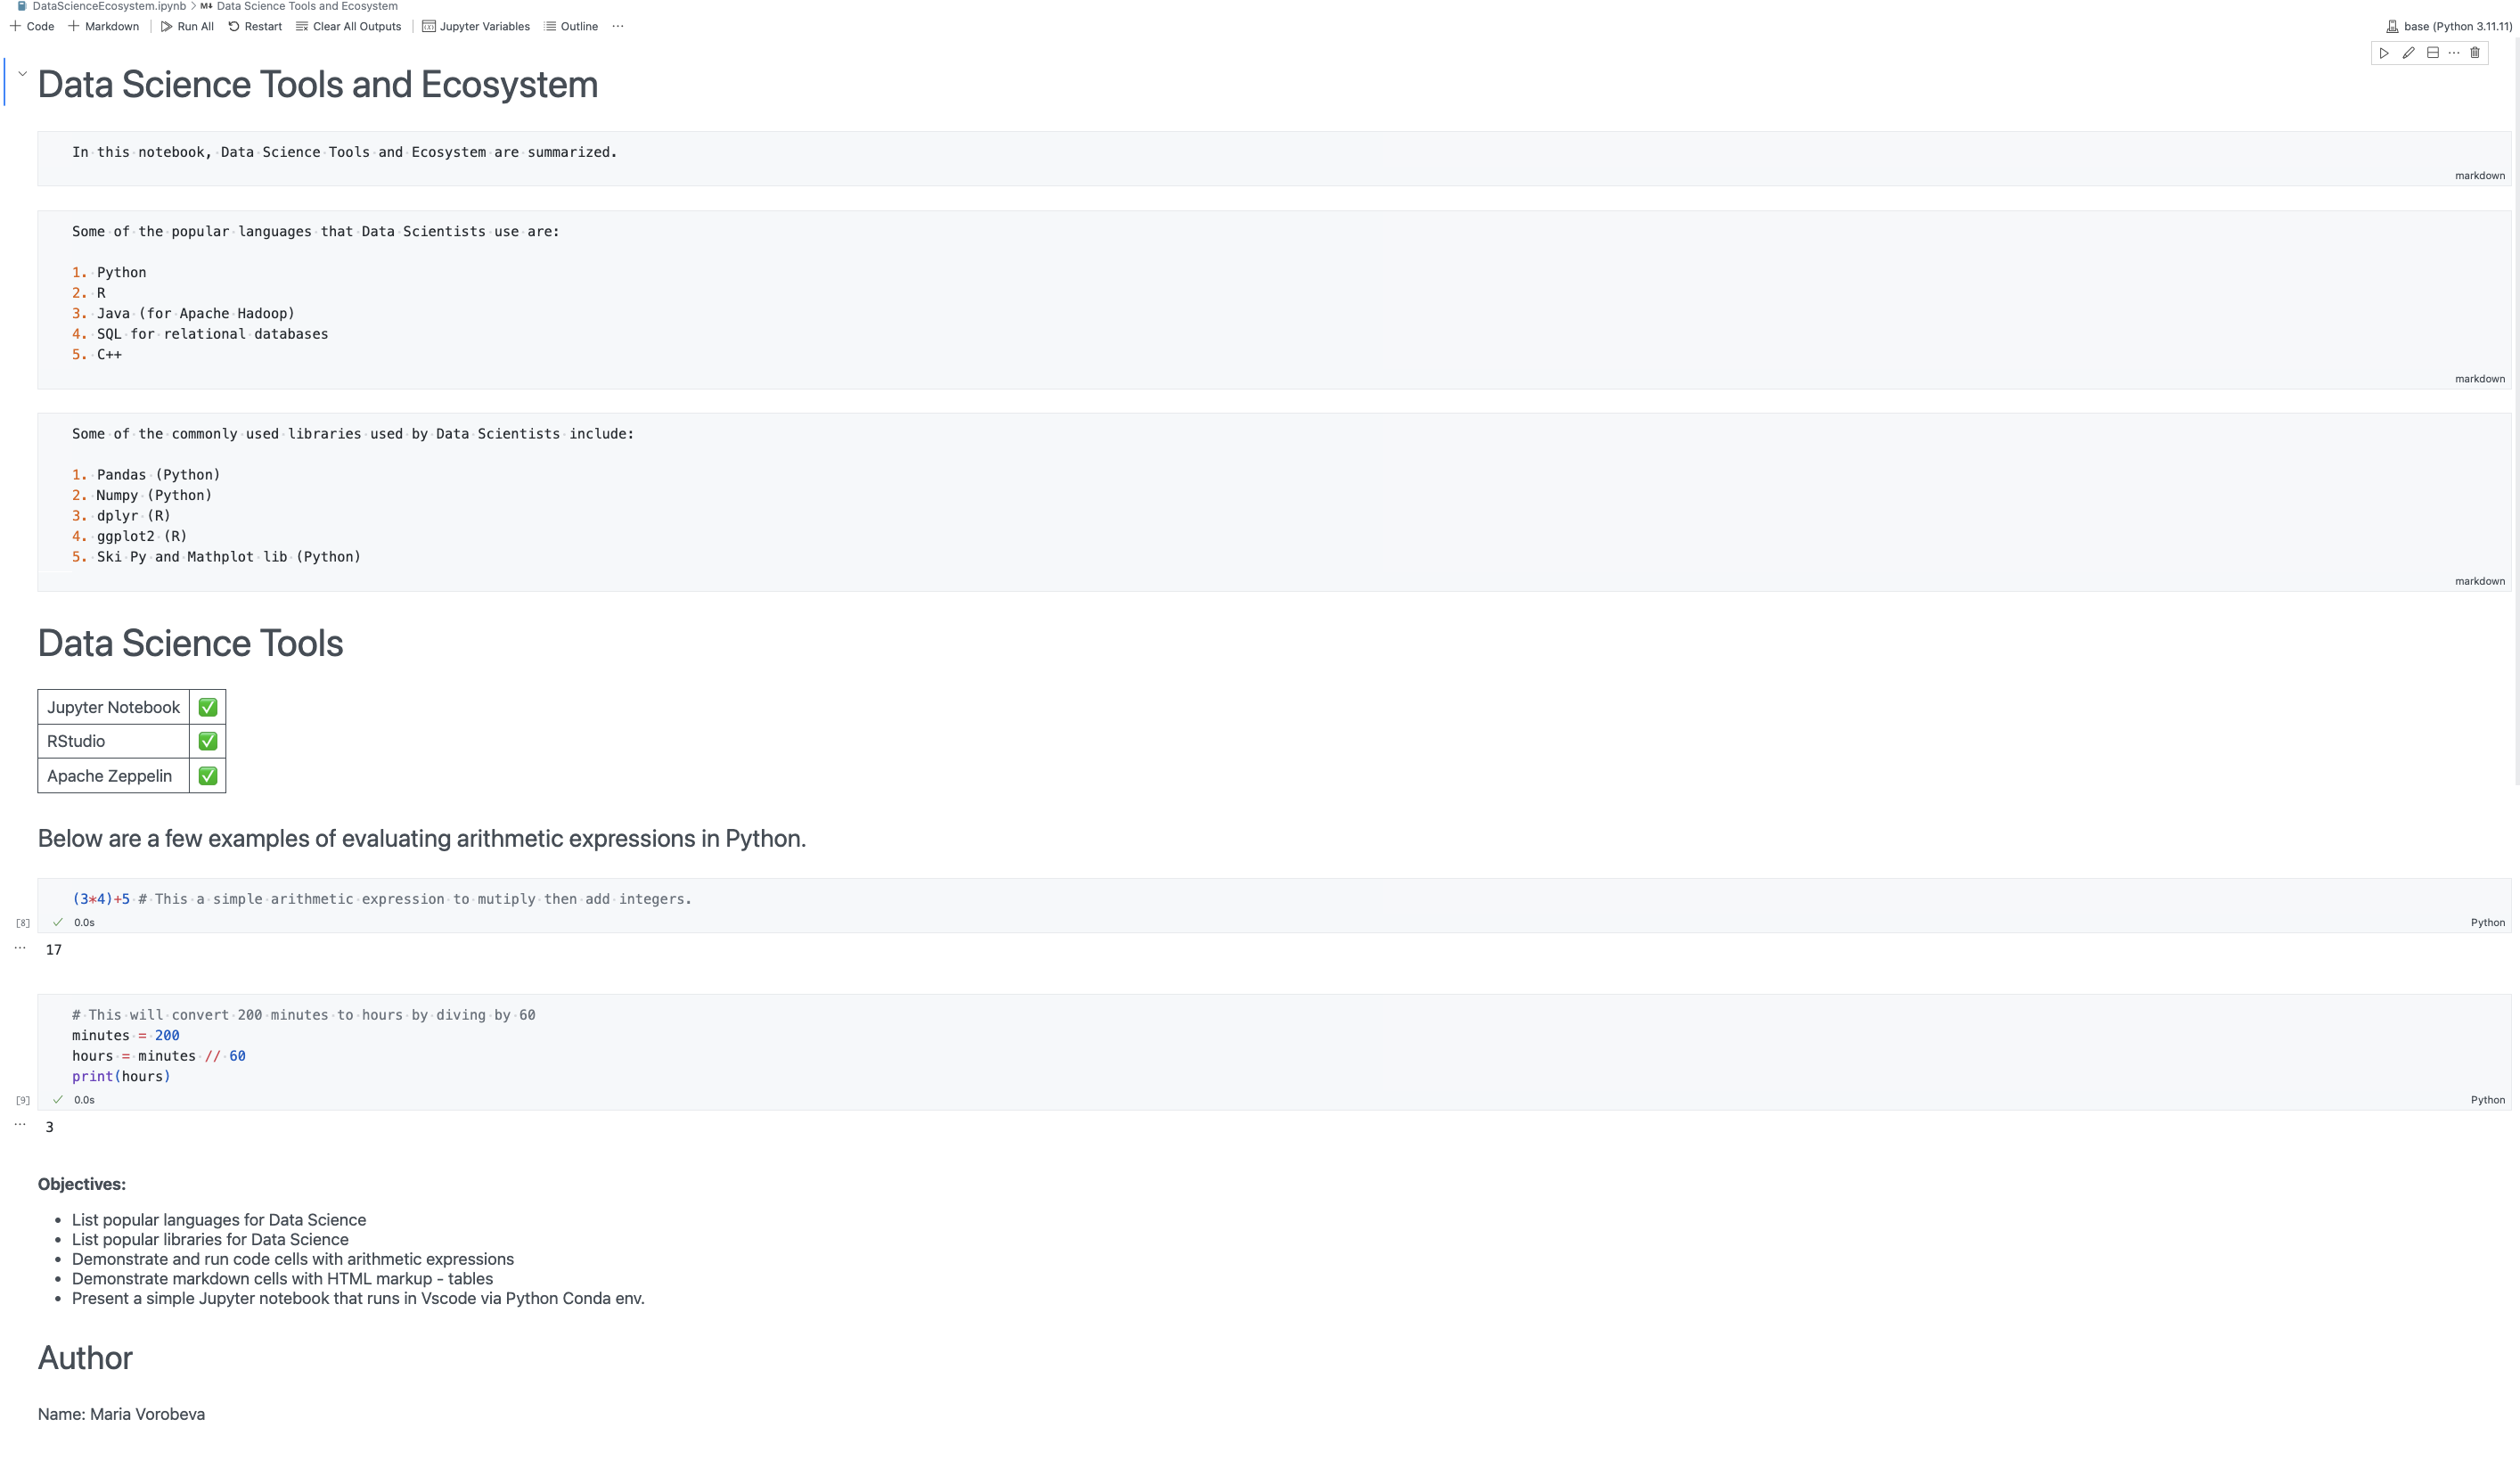 DataScienceEcosystem.ipynb > M↓ Data Science Tools and Ecosystem
+ Code + Markdown | Run All Restart Clear All Outputs | Jupyter Variables Outline ...
base (Python 3.11.11)
Data Science Tools and Ecosystem
In this notebook, Data Science Tools and Ecosystem are summarized.
markdown
Some of the popular languages that Data Scientists use are:
1. Python
2. R
3. Java (for Apache Hadoop)
4. SQL for relational databases
5. C++
markdown
Some of the commonly used libraries used by Data Scientists include:
1. Pandas (Python)
2. Numpy (Python)
3. dplyr (R)
4. ggplot2 (R)
5. Ski Py and Mathplot lib (Python)
markdown
Data Science Tools
Jupyter Notebook ✅
RStudio ✅
Apache Zeppelin ✅
Below are a few examples of evaluating arithmetic expressions in Python.
(3*4)+5 # This a simple arithmetic expression to mutiply then add integers.
[8] ✓ 0.0s Python
... 17
# This will convert 200 minutes to hours by diving by 60
minutes = 200
hours = minutes // 60
print(hours)
[9] ✓ 0.0s Python
... 3
Objectives:
• List popular languages for Data Science
• List popular libraries for Data Science
• Demonstrate and run code cells with arithmetic expressions
• Demonstrate markdown cells with HTML markup - tables
• Present a simple Jupyter notebook that runs in Vscode via Python Conda env.
Author
Name: Maria Vorobeva